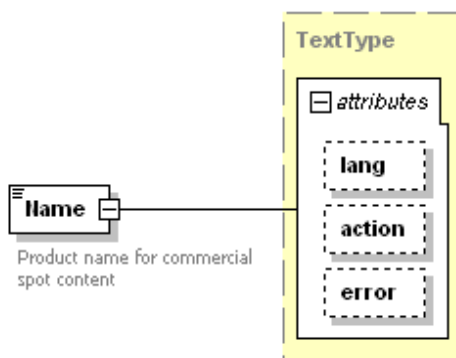 TextType
attributes
lang
Name
action
Product name for commercial
spot content
error